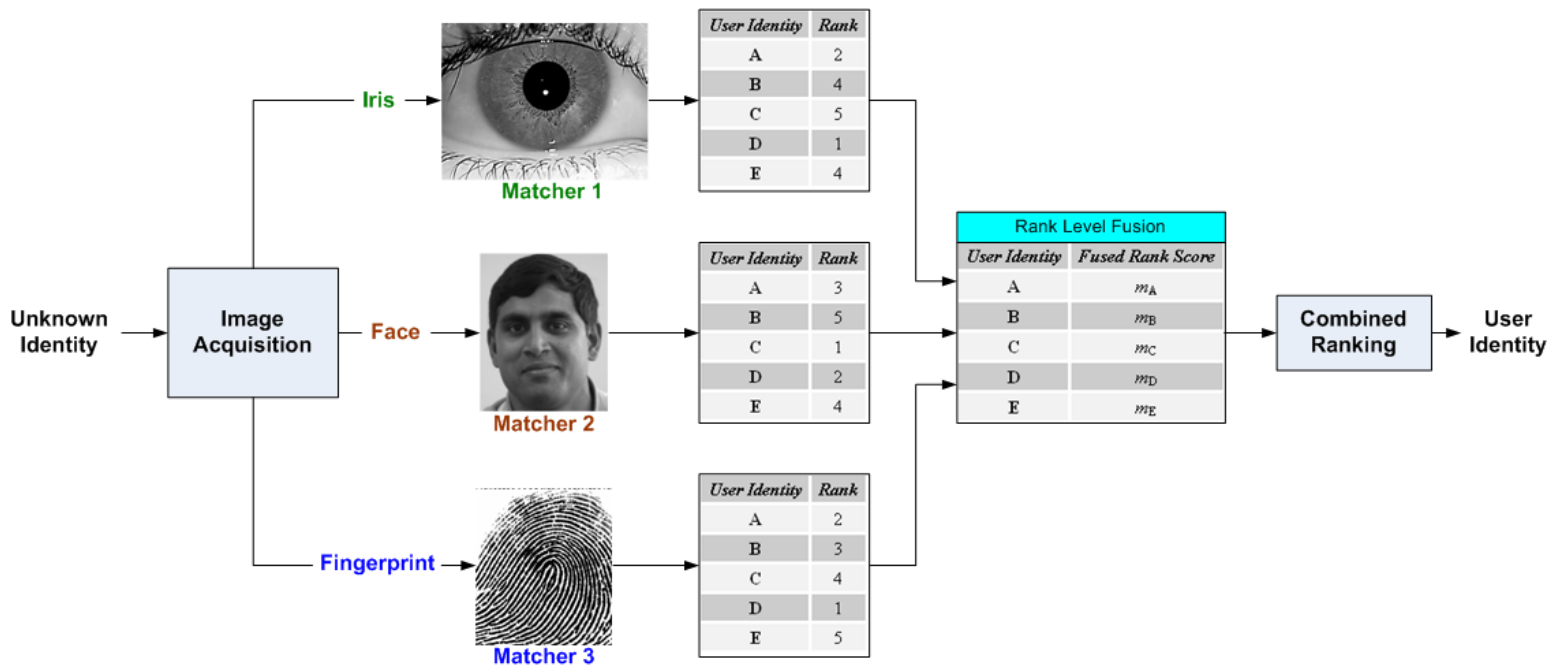 Unknown
Identity
Image
Acquisition
Iris
Matcher 1
User Identity Rank
A 2
B 4
C 5
D 1
E 4
Face
Matcher 2
User Identity Rank
A 3
B 5
C 1
D 2
E 4
Fingerprint
Matcher 3
User Identity Rank
A 2
B 3
C 4
D 1
E 5
Rank Level Fusion
User Identity Fused Rank Score
A mA
B mB
C mC
D mD
E mE
Combined
Ranking
User
Identity